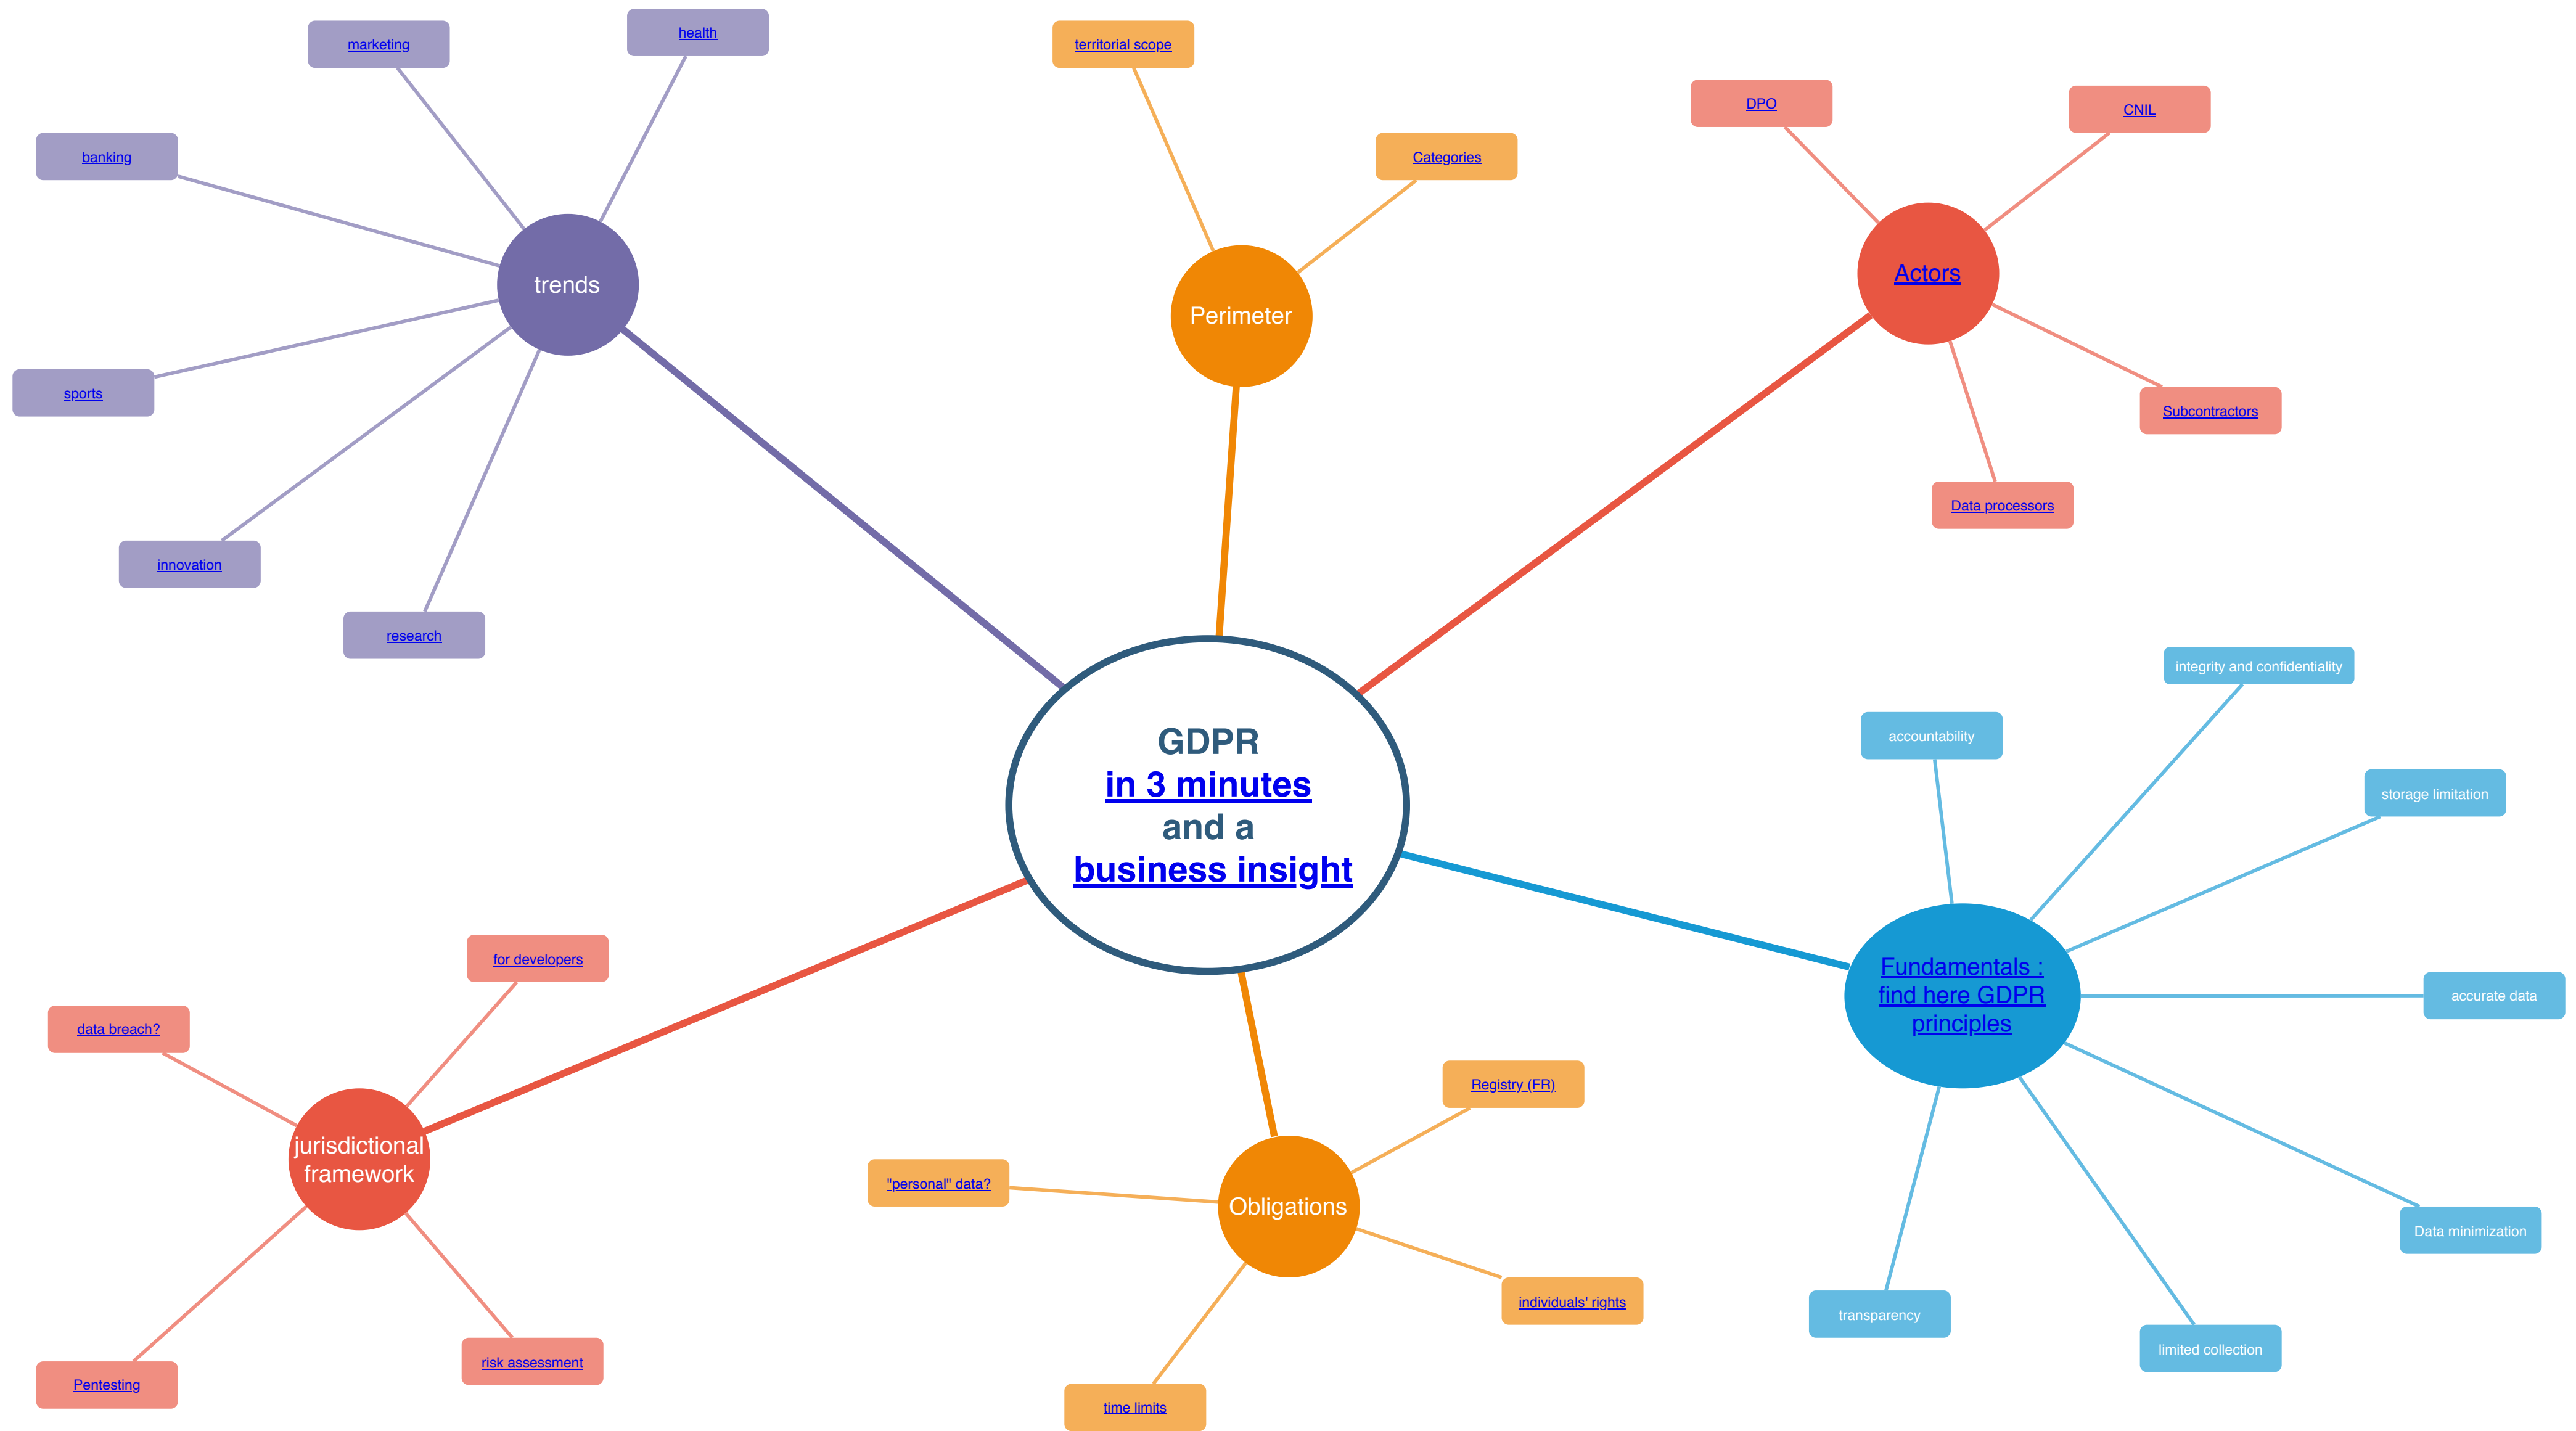 health
marketing
territorial scope
DPO
CNIL
banking
Categories
Actors
trends
Perimeter
sports
Subcontractors
Data processors
innovation
research
integrity and confidentiality
accountability
GDPR
in 3 minutes
and a
business insight
storage limitation
for developers
Fundamentals :
find here GDPR
principles
accurate data
data breach?
Registry (FR)
jurisdictional
framework
"personal" data?
Obligations
Data minimization
individuals' rights
transparency
limited collection
risk assessment
Pentesting
time limits